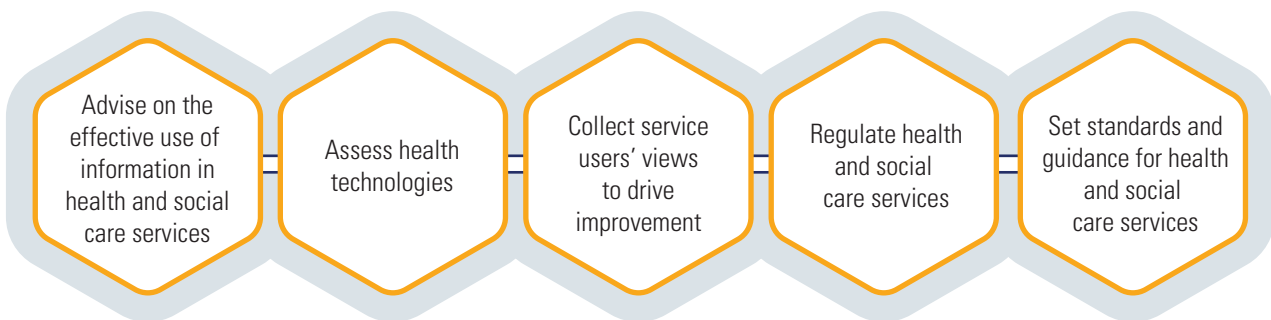 Advise on the
effective use of
information in
health and social
care services
Assess health
technologies
Collect service
users’ views
to drive
improvement
Regulate health
and social
care services
Set standards and
guidance for health
and social
care services